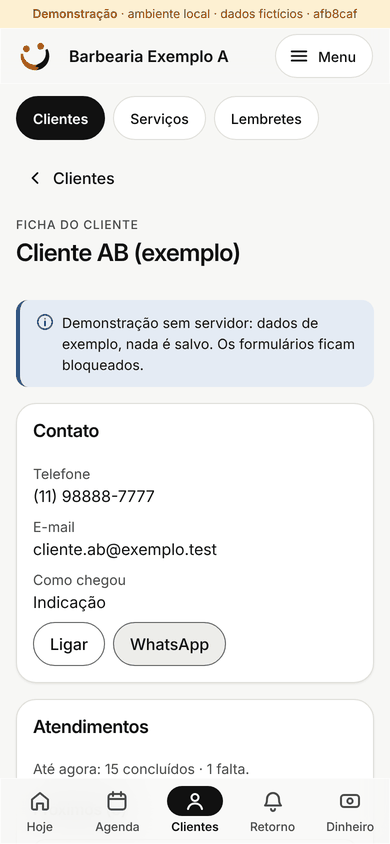 Demonstração · ambiente local · dados fictícios · afb8caf
Barbearia Exemplo A
Menu
Clientes
Serviços
Lembretes
Clientes
FICHA DO CLIENTE
Cliente AB (exemplo)
Demonstração sem servidor: dados de
exemplo, nada é salvo. Os formulários ficam
bloqueados.
Contato
Telefone
(11) 98888-7777
E-mail
cliente.ab@exemplo.test
Como chegou
Indicação
Ligar
WhatsApp
Atendimentos
Até agora: 15 concluídos · 1 falta.
Hoje
Agenda
Clientes
Retorno
Dinheiro